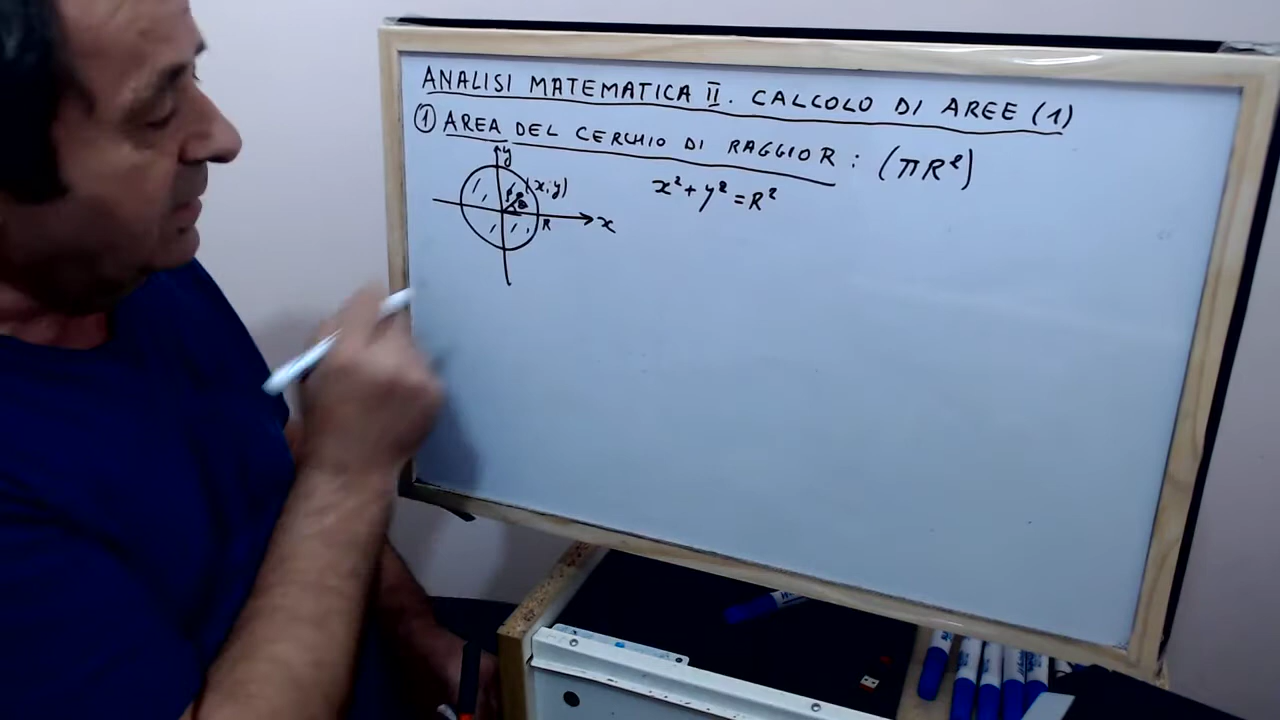 ANALISI MATEMATICA II. CALCOLO DI AREE (1)
① AREA DEL CERCHIO DI RAGGIO R : (πR²)
y
(x,y)
x² + y² = R²
ρ
θ
R
x